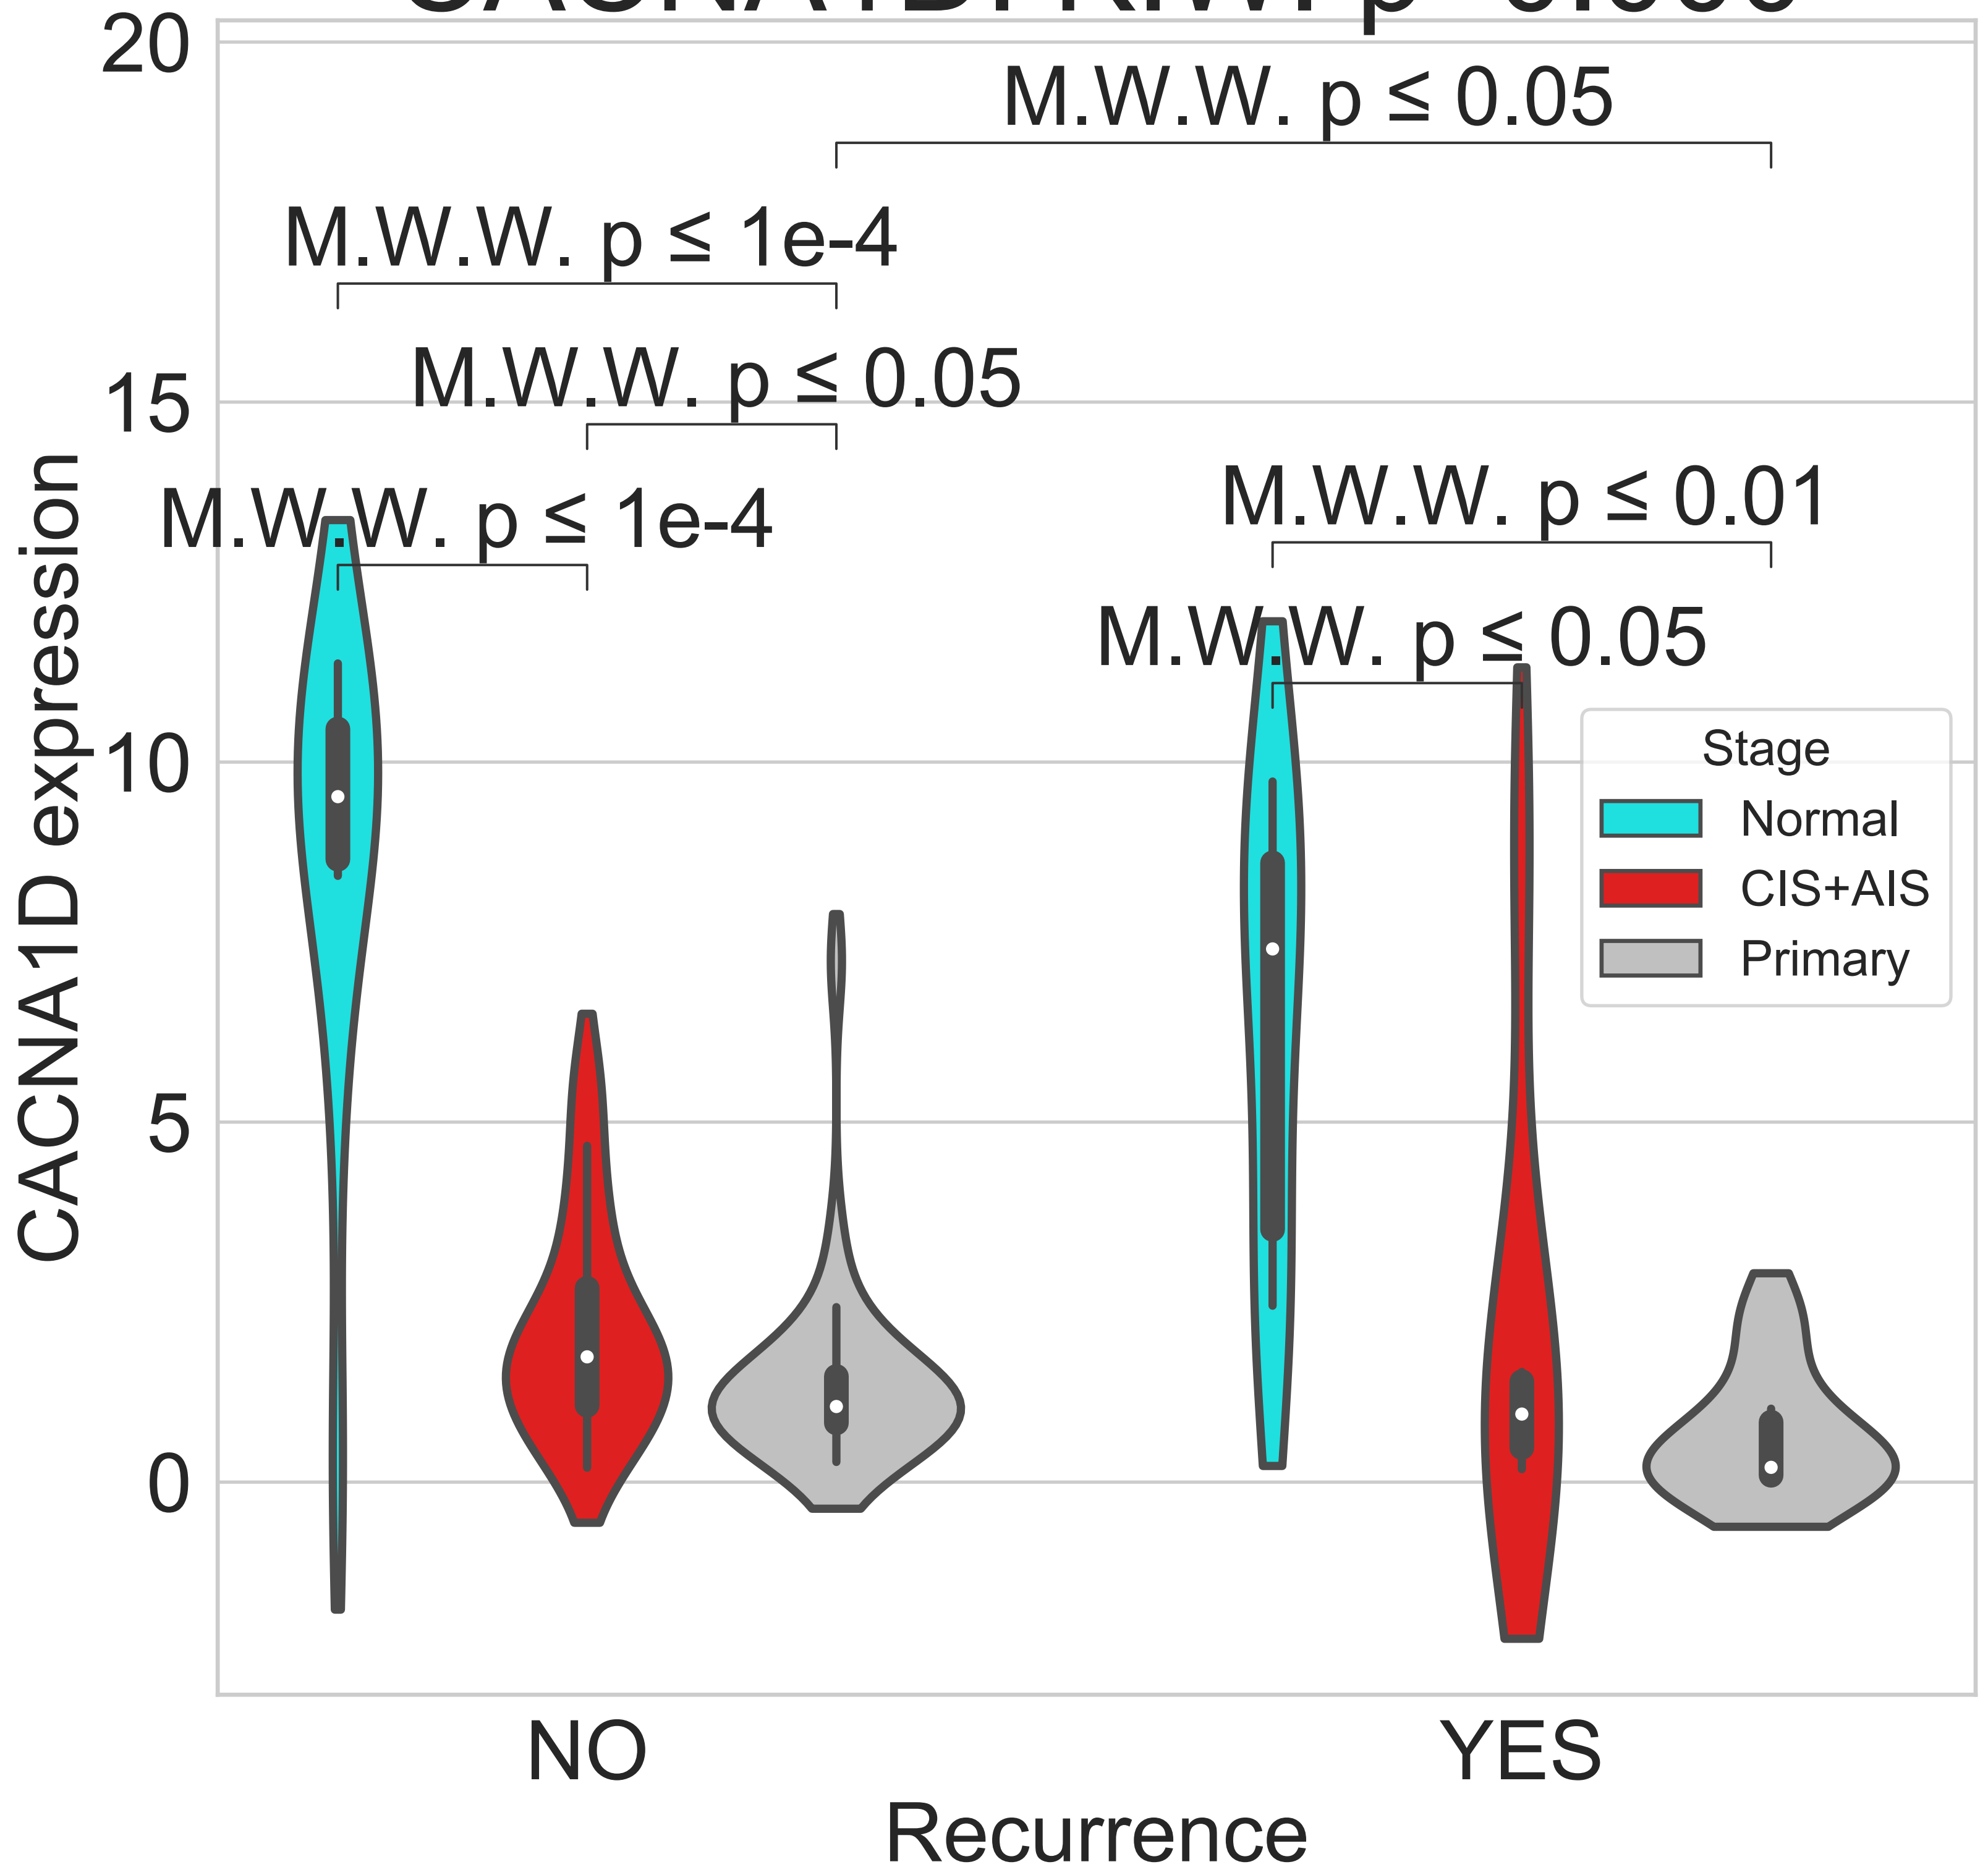 20
M.W.W. p ≤ 0.05
M.W.W. p ≤ 1e-4
M.W.W. p ≤ 0.05
15
M.W.W. p ≤ 0.01
M.W.W. p ≤ 1e-4
M.W.W. p ≤ 0.05
CACNA1D expression
10
Stage
Normal
CIS+AIS
Primary
5
0
NO
YES
Recurrence